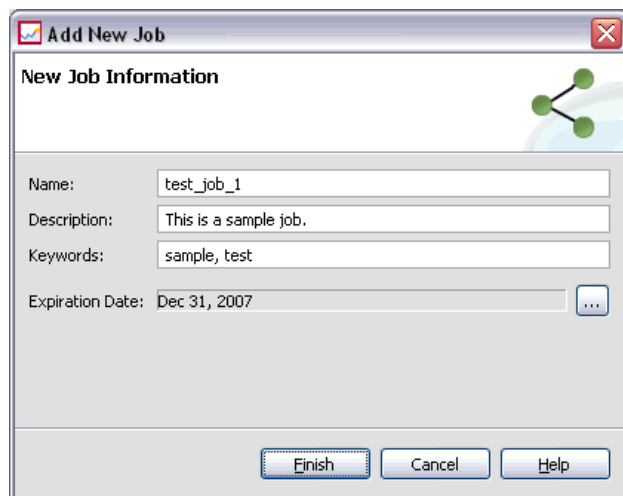 Add New Job
New Job Information
Name: test_job_1
Description: This is a sample job.
Keywords: sample, test
Expiration Date: Dec 31, 2007 ...
Finish Cancel Help